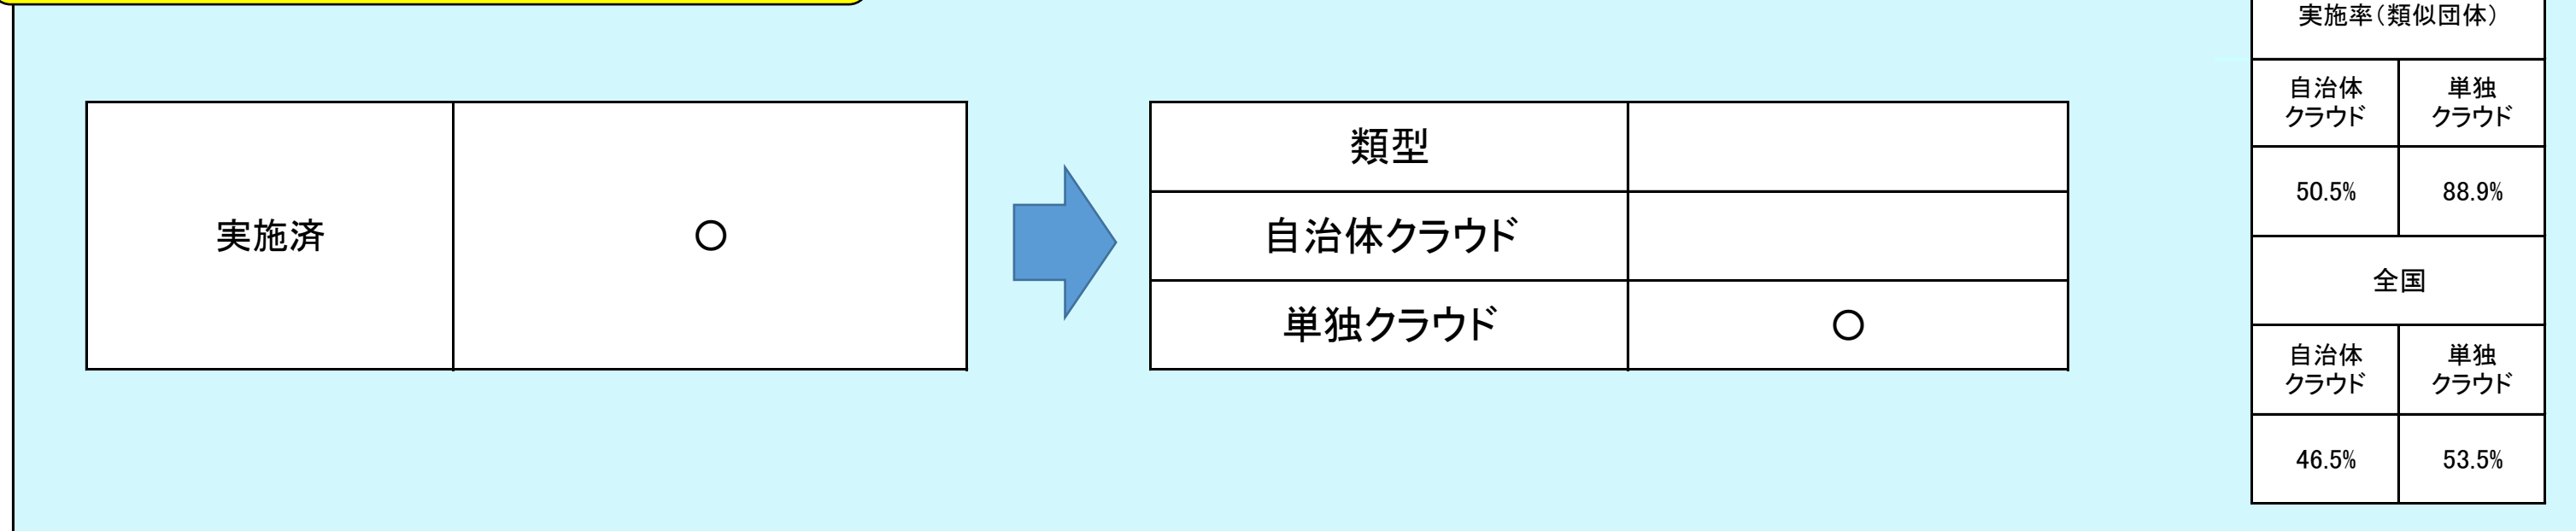 実施済
○
類型
自治体クラウド
単独クラウド
○
実施率(類似団体)
自治体
クラウド
単独
クラウド
50.5%
88.9%
全国
自治体
クラウド
単独
クラウド
46.5%
53.5%